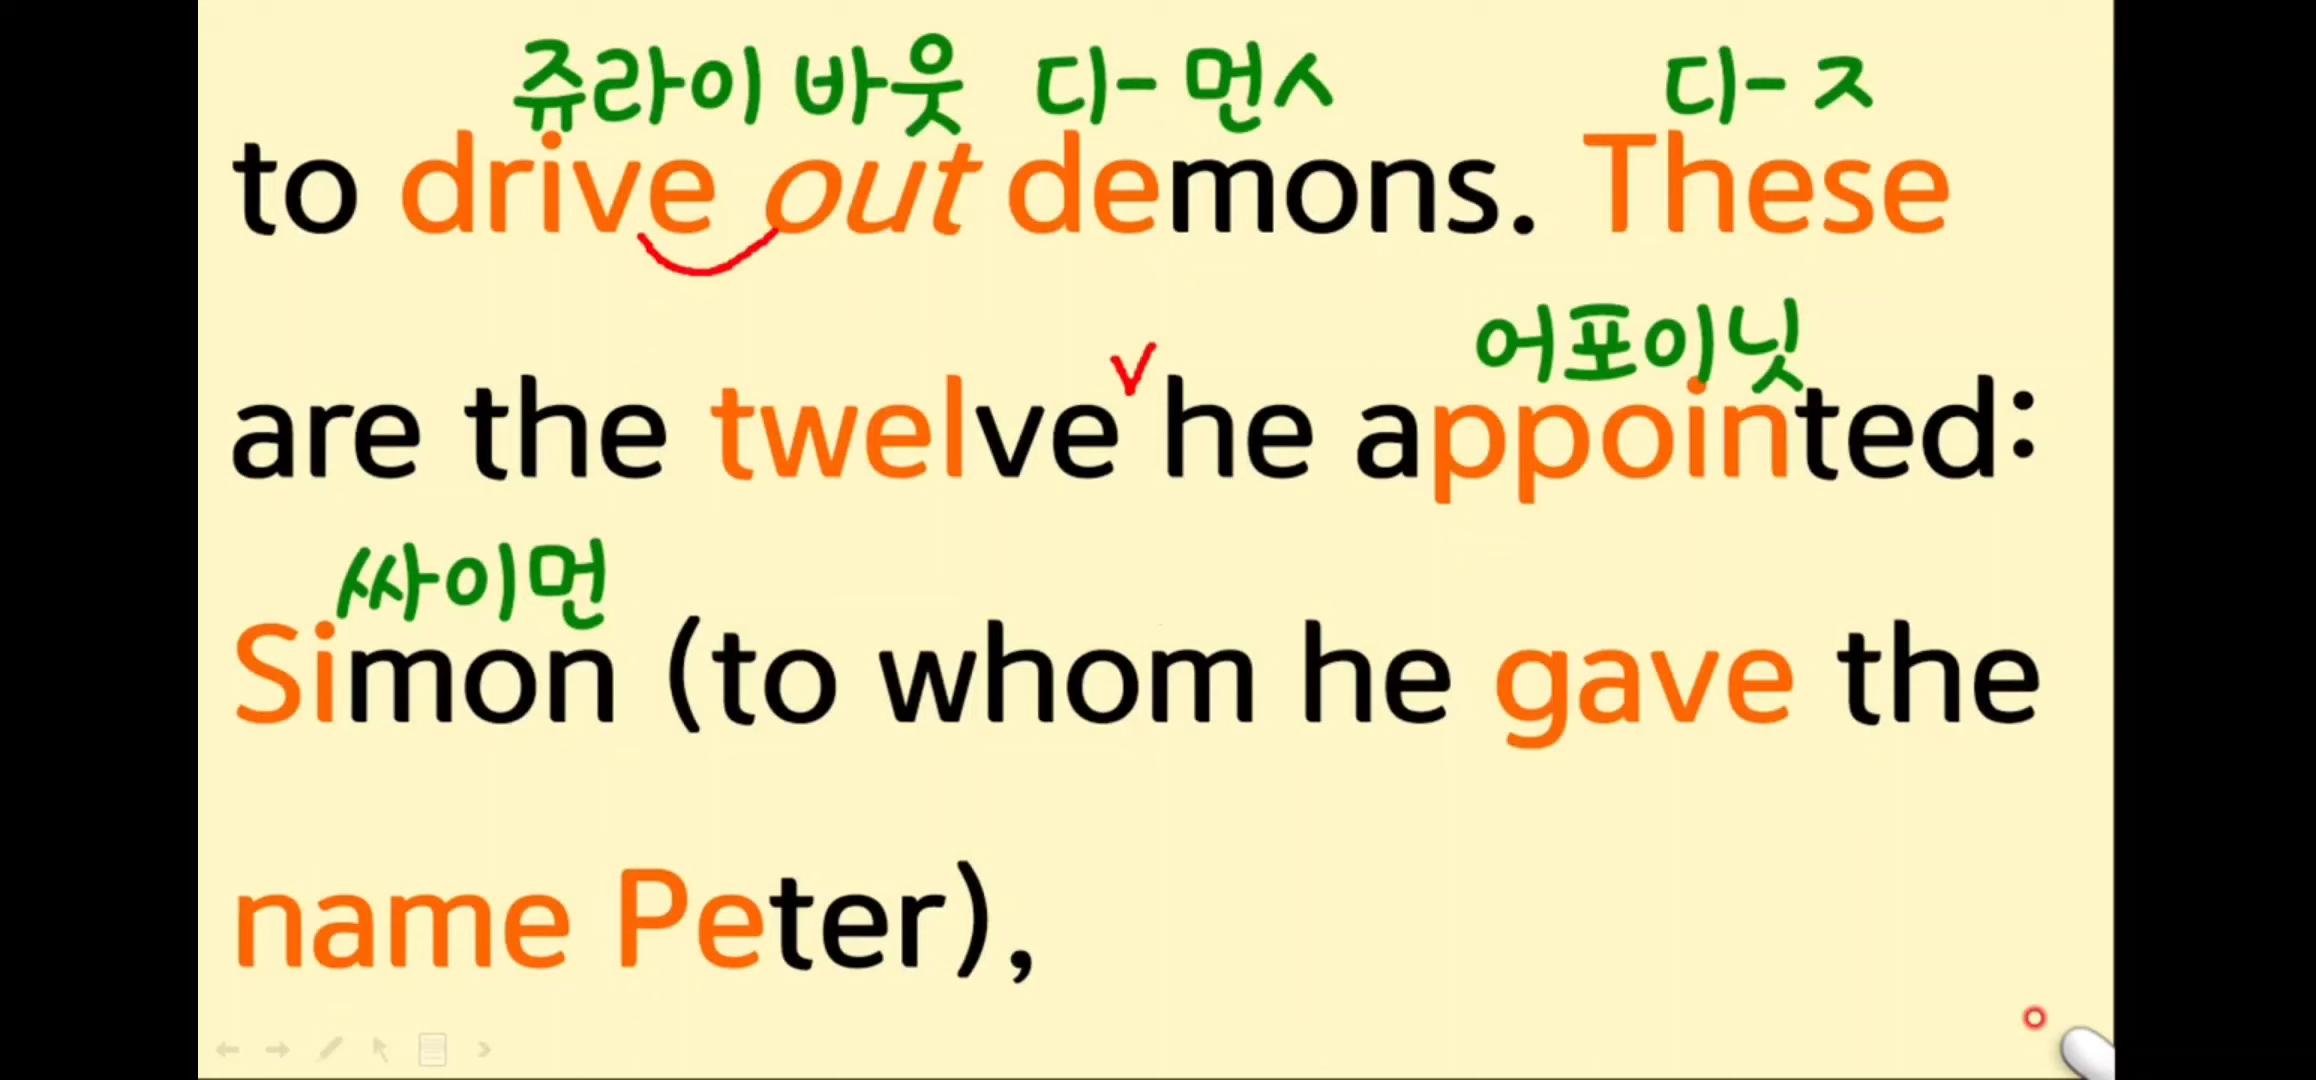 쥬라이 바웃 디- 먼ㅅ 디- ㅈ
to drive out demons. These
어포이닛
are the twelve he appointed:
싸이먼
Simon (to whom he gave the
name Peter),